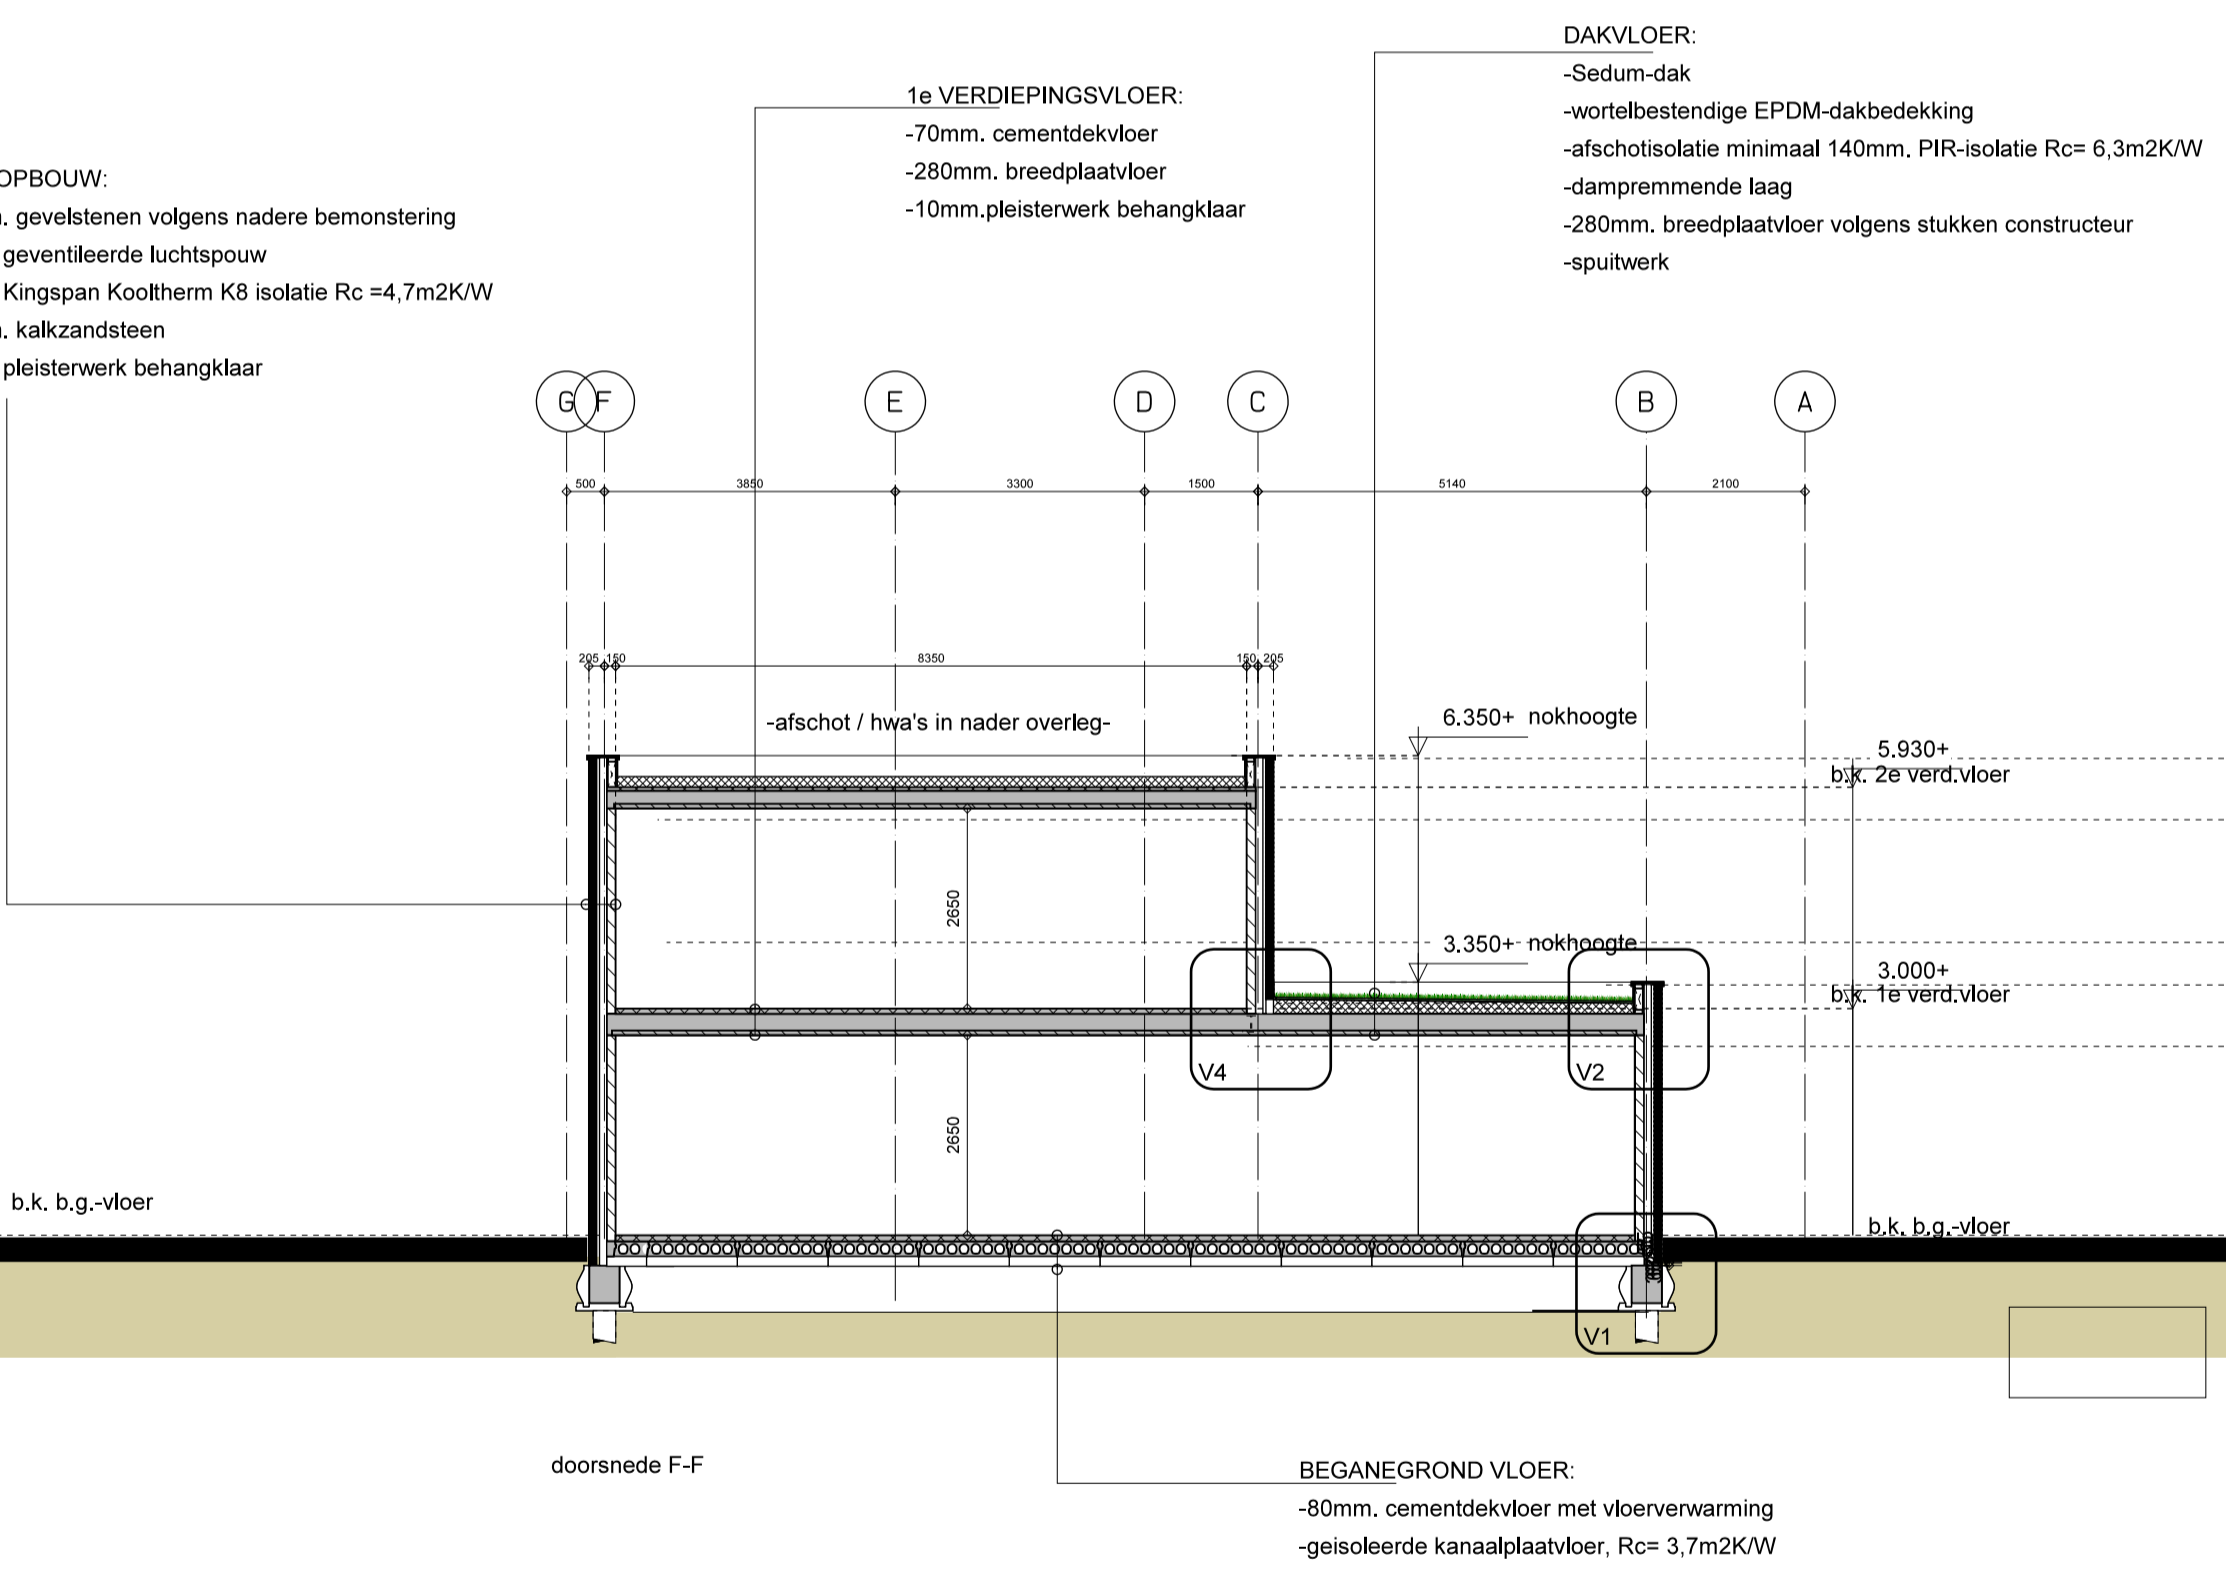 DAKVLOER:
-Sedum-dak
-wortelbestendige EPDM-dakbedekking
-afschotisolatie minimaal 140mm. PIR-isolatie Rc= 6,3m2K/W
-dampremmende laag
-280mm. breedplaatvloer volgens stukken constructeur
-spuitwerk
1e VERDIEPINGSVLOER:
-70mm. cementdekvloer
-280mm. breedplaatvloer
-10mm.pleisterwerk behangklaar
OPBOUW:
. gevelstenen volgens nadere bemonstering
geventileerde luchtspouw
Kingspan Kooltherm K8 isolatie Rc =4,7m2K/W
. kalkzandsteen
pleisterwerk behangklaar
G F E D C B A
500 3850 3300 1500 5140 2100
205 150 8350 150 205
-afschot / hwa's in nader overleg-
6.350+ nokhoogte
5.930+
b.k. 2e verd.vloer
2650
3.350+ nokhoogte
3.000+
b.k. 1e verd.vloer
V4
V2
2650
b.k. b.g.-vloer
b.k. b.g.-vloer
V1
doorsnede F-F
BEGANEGROND VLOER:
-80mm. cementdekvloer met vloerverwarming
-geisoleerde kanaalplaatvloer, Rc= 3,7m2K/W